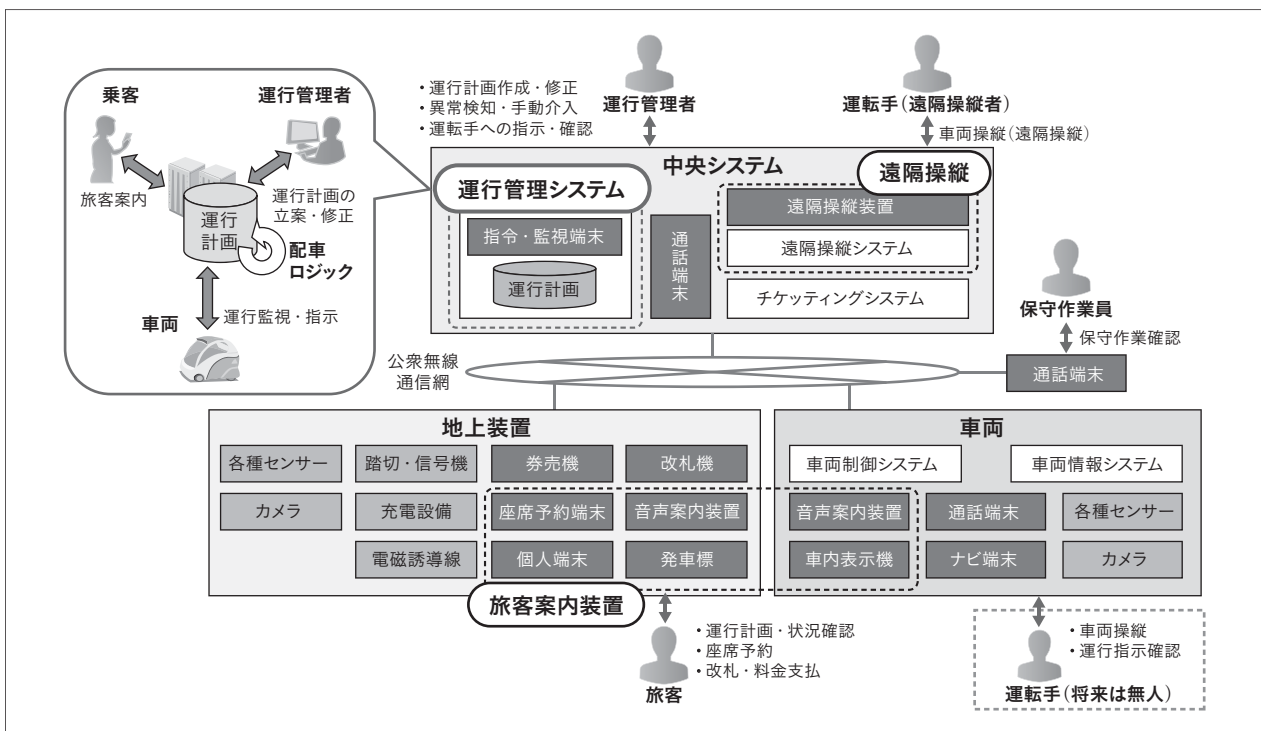 乗客
運行管理者
旅客案内
運行計画の
立案・修正
運行
計画
配車
ロジック
車両
運行監視・指示
・運行計画作成・修正
・異常検知・手動介入
・運転手への指示・確認
運行管理者
運転手(遠隔操縦者)
車両操縦(遠隔操縦)
中央システム
運行管理システム
遠隔操縦
指令・監視端末
運行計画
通話端末
遠隔操縦装置
遠隔操縦システム
チケッティングシステム
保守作業員
保守作業確認
通話端末
公衆無線
通信網
地上装置
各種センサー
踏切・信号機
券売機
改札機
カメラ
充電設備
座席予約端末
音声案内装置
電磁誘導線
個人端末
発車標
旅客案内装置
車両
車両制御システム
車両情報システム
音声案内装置
通話端末
各種センサー
車内表示機
ナビ端末
カメラ
・運行計画・状況確認
・座席予約
・改札・料金支払
旅客
・車両操縦
・運行指示確認
運転手(将来は無人)